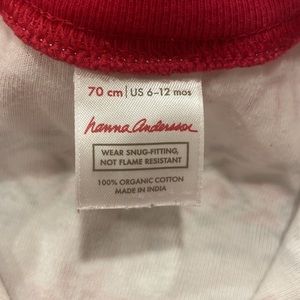 70 cm | US 6-12 mos
hanna Andersson
WEAR SNUG-FITTING,
NOT FLAME RESISTANT
100% ORGANIC COTTON
MADE IN INDIA